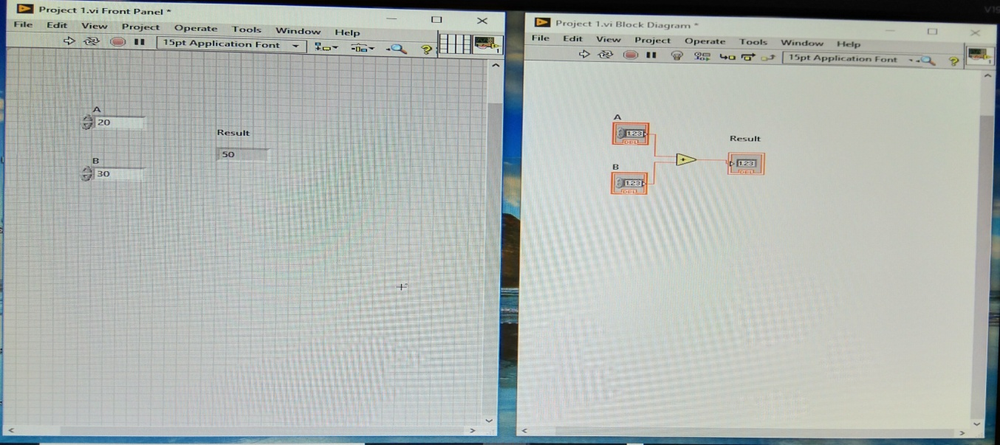 Project 1.vi Front Panel *
File Edit View Project Operate Tools Window Help
15pt Application Font
1
A
20
Result
50
B
30
Project 1.vi Block Diagram *
File Edit View Project Operate Tools Window Help
15pt Application Font
1
A
1.23
DBL
Result
1.23
DBL
B
1.23
DBL